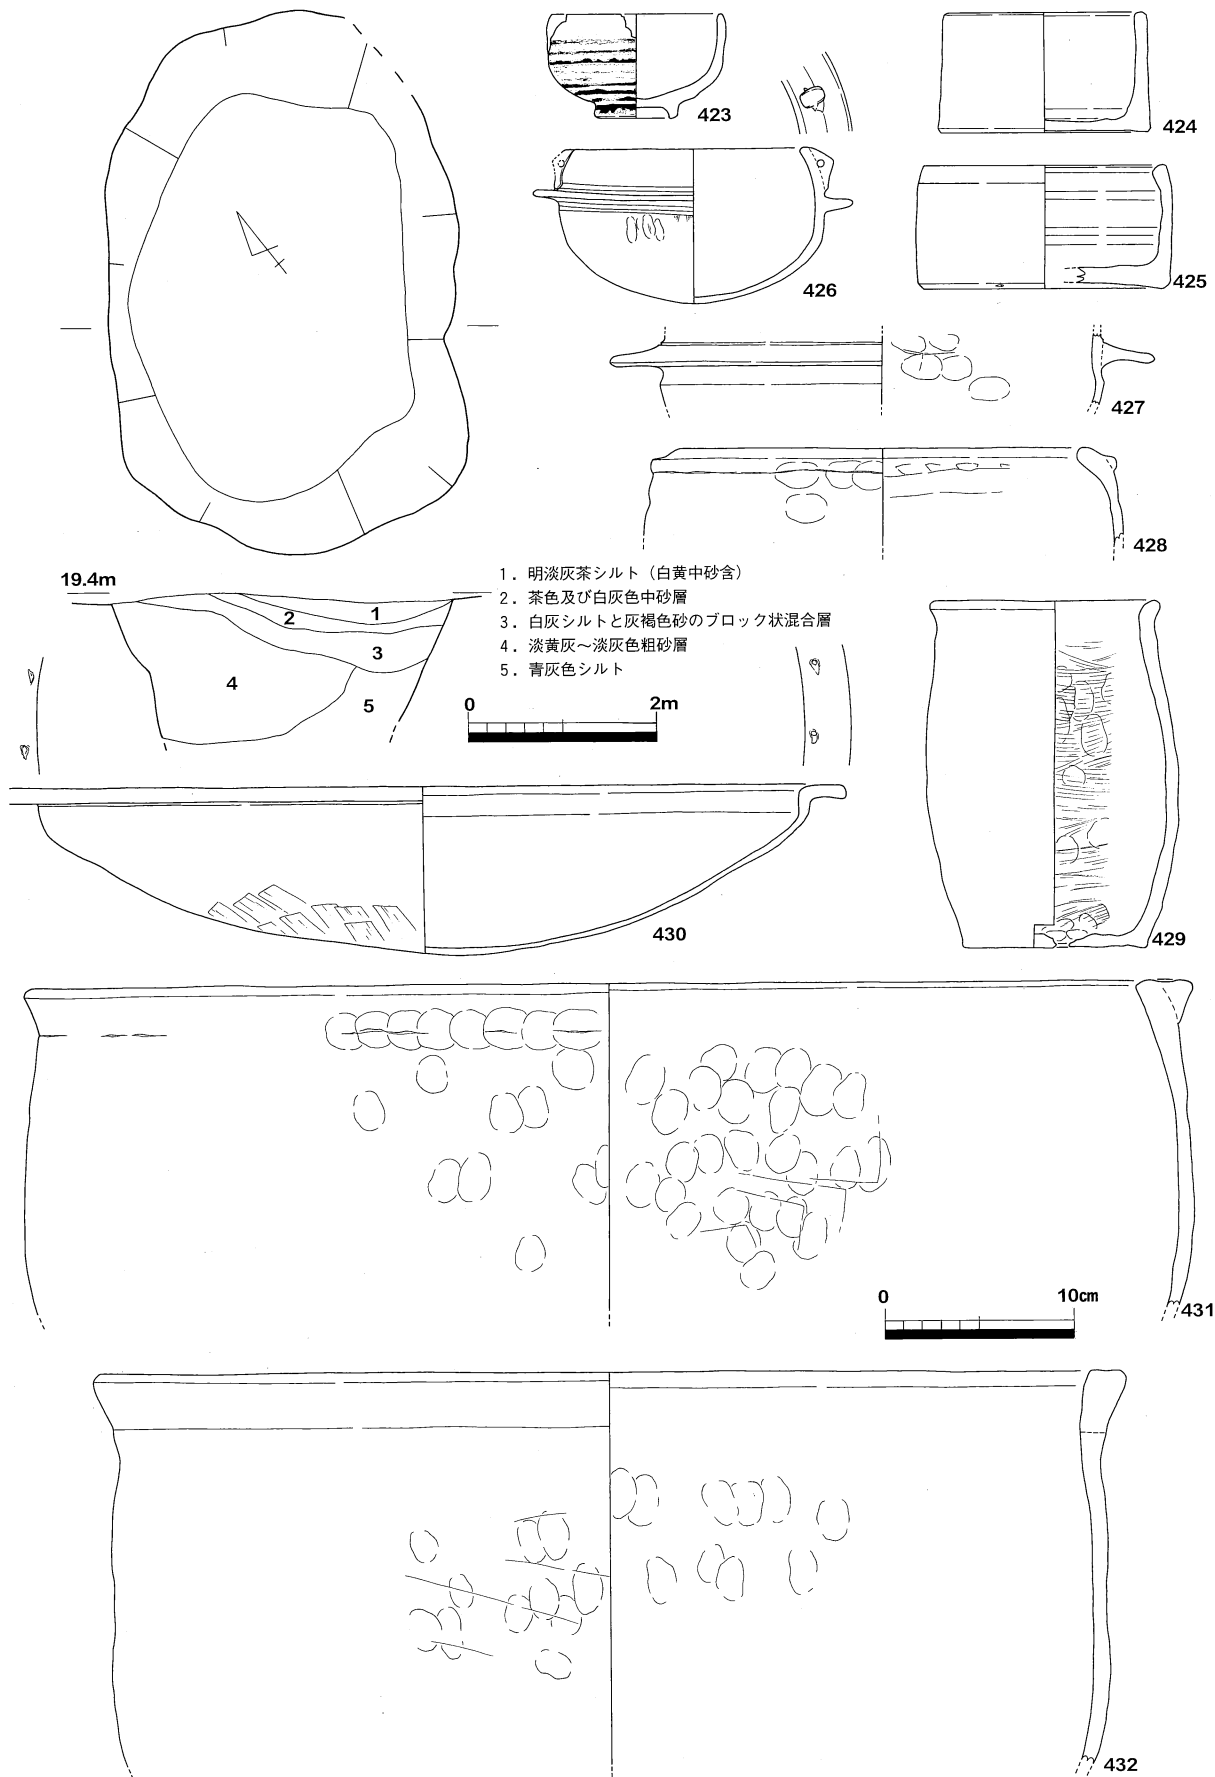 423
424
426
425
427
428
19.4m
1．明淡灰茶シルト（白黄中砂含）
2．茶色及び白灰色中砂層
3．白灰シルトと灰褐色砂のブロック状混合層
4．淡黄灰～淡灰色粗砂層
5．青灰色シルト
1
2
3
4
5
0 2m
430
429
0 10cm
431
432